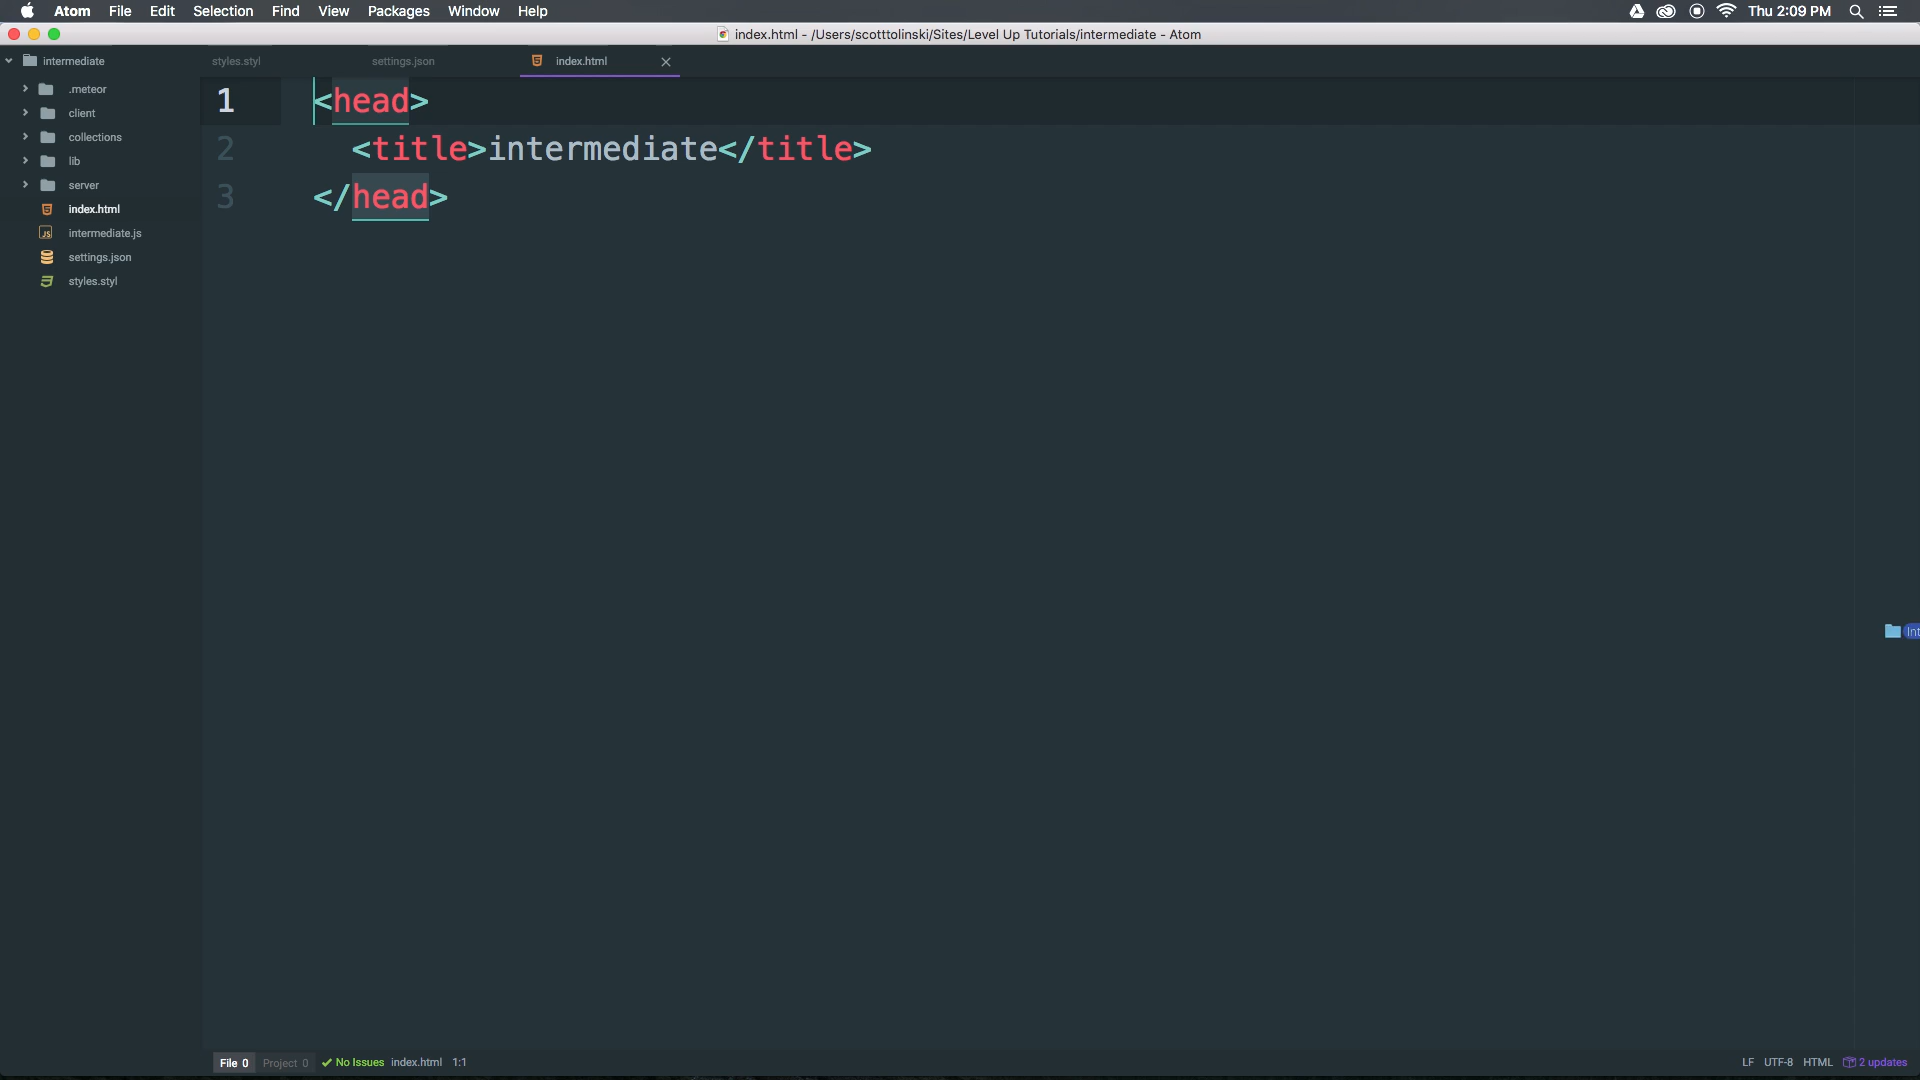 Atom File Edit Selection Find View Packages Window Help Thu 2:09 PM
index.html - /Users/scotttolinski/Sites/Level Up Tutorials/intermediate - Atom
intermediate
.meteor
client
collections
lib
server
index.html
intermediate.js
settings.json
styles.styl
styles.styl settings.json index.html
1 <head>
2 <title>intermediate</title>
3 </head>
Int
File 0 Project 0 No Issues index.html 1:1 LF UTF-8 HTML 2 updates